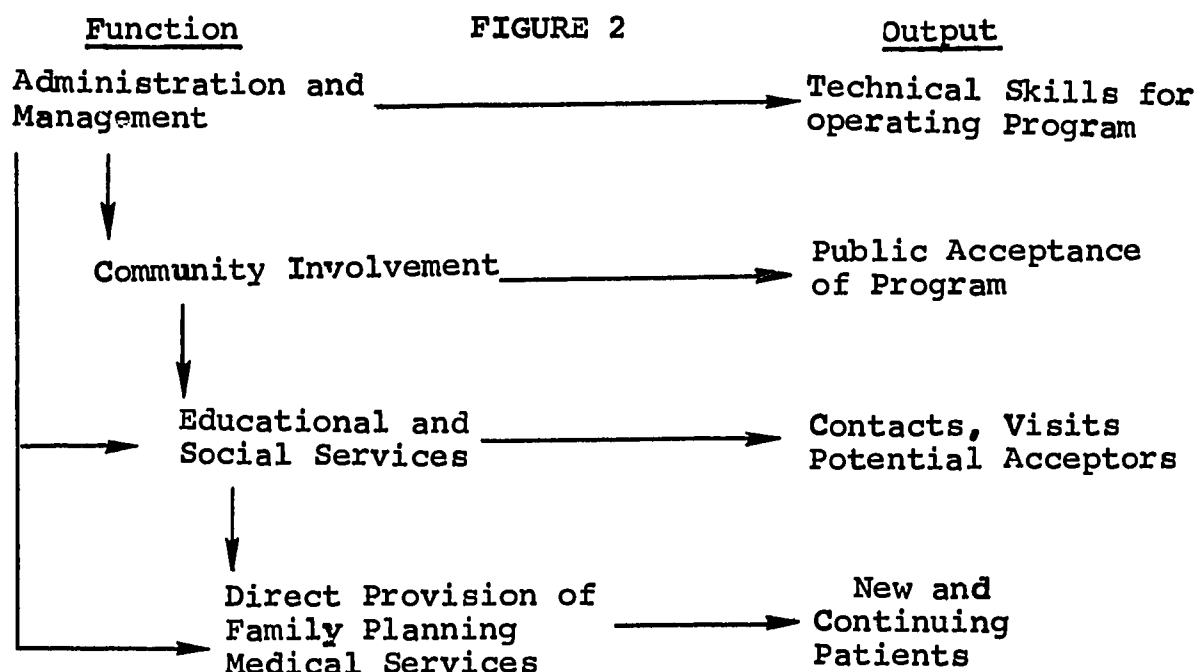 Function
FIGURE 2
Output
Administration and
Management
Technical Skills for
operating Program
Community Involvement
Public Acceptance
of Program
Educational and
Social Services
Contacts, Visits
Potential Acceptors
Direct Provision of
Family Planning
Medical Services
New and
Continuing
Patients